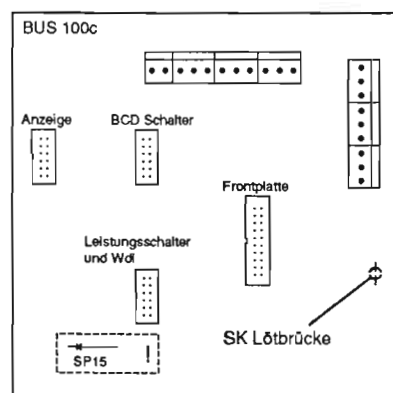 BUS 100c
Anzeige
BCD Schalter
Frontplatte
Leistungsschalter
und Wdl
SK Lötbrücke
SP15
!